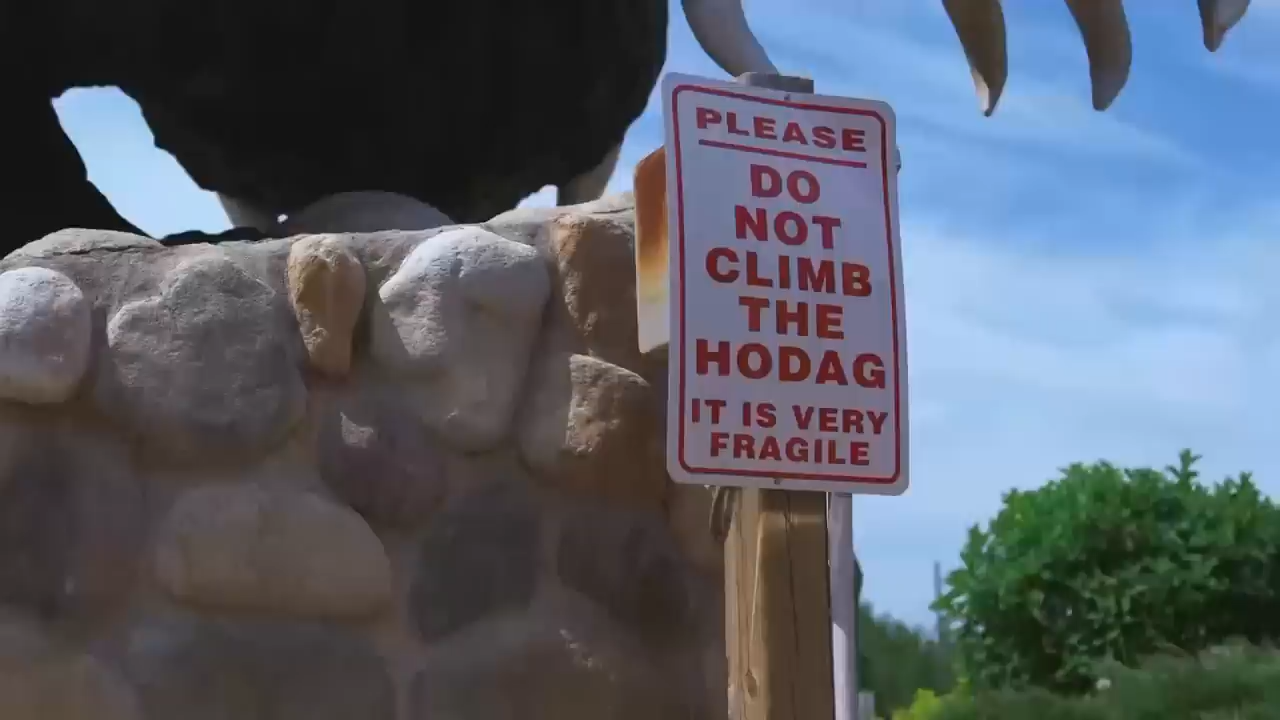 PLEASE
DO
NOT
CLIMB
THE
HODAG
IT IS VERY
FRAGILE